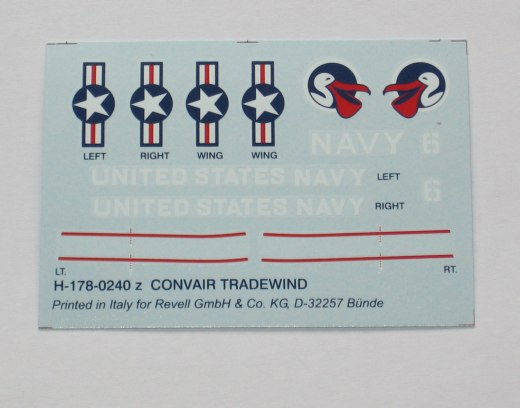 LEFT RIGHT WING WING
NAVY 6
UNITED STATES NAVY LEFT
6
UNITED STATES NAVY RIGHT
LT. RT.
H-178-0240 z CONVAIR TRADEWIND
Printed in Italy for Revell GmbH & Co. KG, D-32257 Bünde